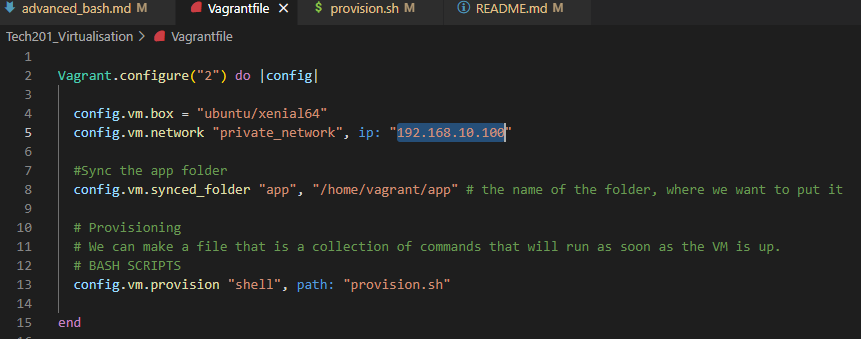 advanced_bash.md M Vagrantfile × $ provision.sh M README.md M
Tech201_Virtualisation > Vagrantfile
1
2 Vagrant.configure("2") do |config|
3
4 config.vm.box = "ubuntu/xenial64"
5 config.vm.network "private_network", ip: "192.168.10.100"
6
7 #Sync the app folder
8 config.vm.synced_folder "app", "/home/vagrant/app" # the name of the folder, where we want to put it
9
10 # Provisioning
11 # We can make a file that is a collection of commands that will run as soon as the VM is up.
12 # BASH SCRIPTS
13 config.vm.provision "shell", path: "provision.sh"
14
15 end